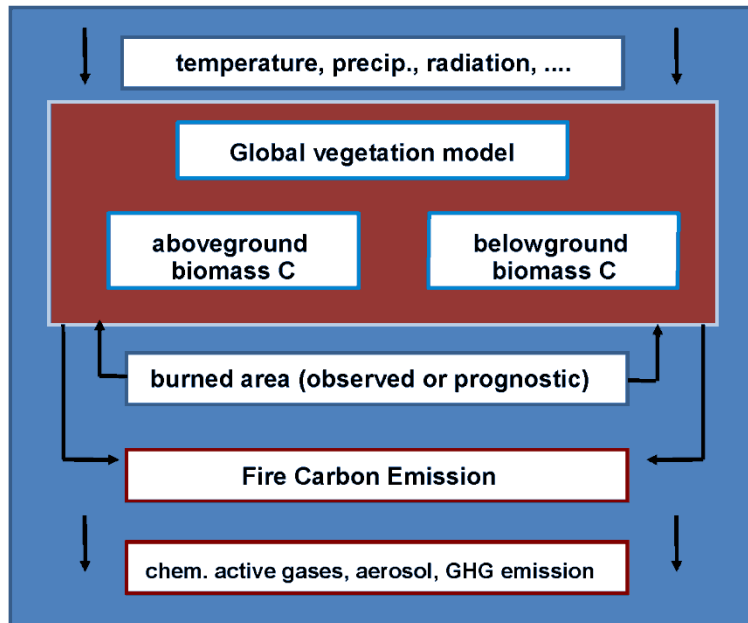 temperature, precip., radiation, ....
Global vegetation model
aboveground
biomass C
belowground
biomass C
burned area (observed or prognostic)
Fire Carbon Emission
chem. active gases, aerosol, GHG emission